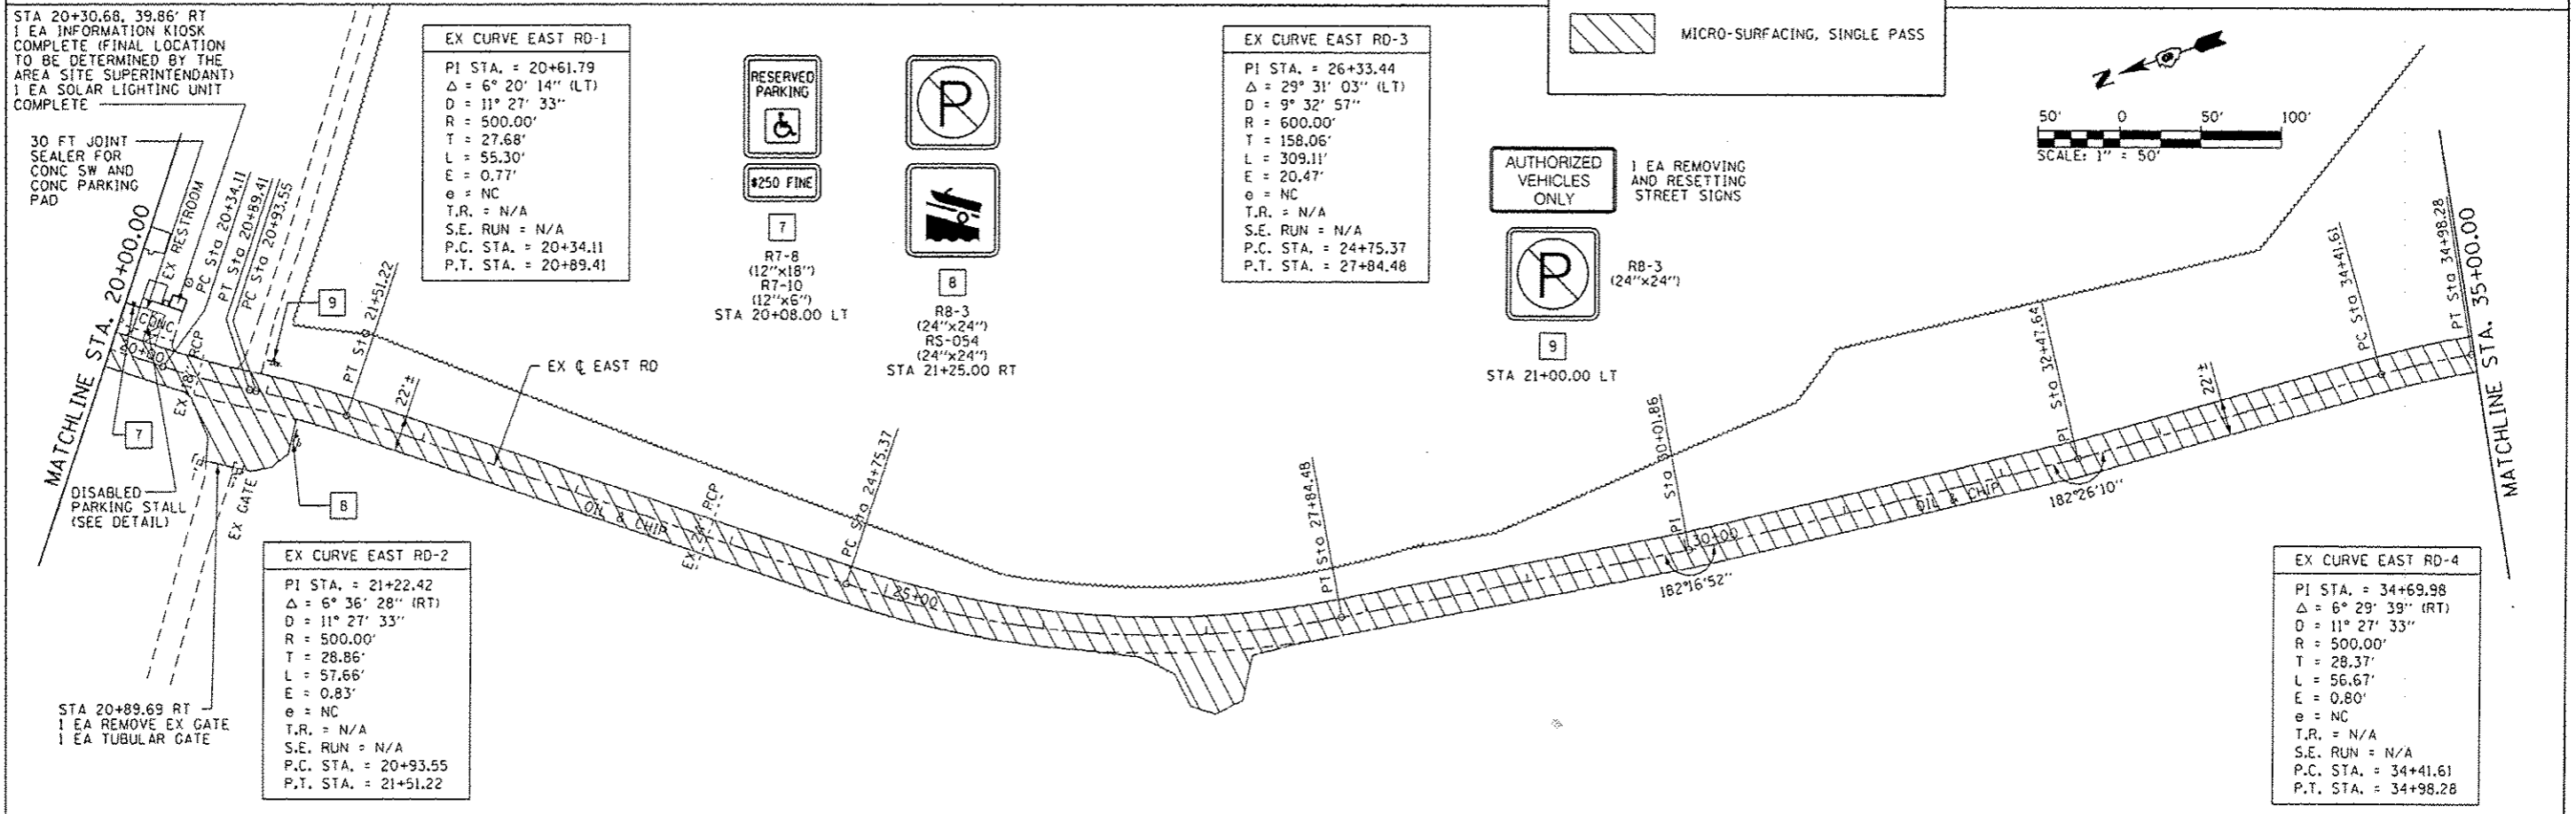 STA 20+30.68, 39.86' RT
1 EA INFORMATION KIOSK
COMPLETE (FINAL LOCATION
TO BE DETERMINED BY THE
AREA SITE SUPERINTENDANT)
1 EA SOLAR LIGHTING UNIT
COMPLETE
30 FT JOINT
SEALER FOR
CONC SW AND
CONC PARKING
PAD
MATCHLINE STA. 20+00.00
EX RESTROOM
PC Sta 20+34.11
PT Sta 20+89.41
PC Sta 20+93.55
CONC
20+00
EX 18" RCP
7
9
PT Sta 21+51.22
22'±
EX ℄ EAST RD
DISABLED
PARKING STALL
(SEE DETAIL)
EX GATE
8
STA 20+89.69 RT
1 EA REMOVE EX GATE
1 EA TUBULAR GATE
EX CURVE EAST RD-1
PI STA. = 20+61.79
Δ = 6° 20' 14" (LT)
D = 11° 27' 33"
R = 500.00'
T = 27.68'
L = 55.30'
E = 0.77'
e = NC
T.R. = N/A
S.E. RUN = N/A
P.C. STA. = 20+34.11
P.T. STA. = 20+89.41
EX CURVE EAST RD-2
PI STA. = 21+22.42
Δ = 6° 36' 28" (RT)
D = 11° 27' 33"
R = 500.00'
T = 28.86'
L = 57.66'
E = 0.83'
e = NC
T.R. = N/A
S.E. RUN = N/A
P.C. STA. = 20+93.55
P.T. STA. = 21+51.22
RESERVED
PARKING
$250 FINE
7
R7-8
(12"x18")
R7-10
(12"x6")
STA 20+08.00 LT
P
8
R8-3
(24"x24")
RS-054
(24"x24")
STA 21+25.00 RT
OIL & CHIP
EX 24" RCP
PC Sta 24+75.37
25+00
EX CURVE EAST RD-3
PI STA. = 26+33.44
Δ = 29° 31' 03" (LT)
D = 9° 32' 57"
R = 600.00'
T = 158.06'
L = 309.11'
E = 20.47'
e = NC
T.R. = N/A
S.E. RUN = N/A
P.C. STA. = 24+75.37
P.T. STA. = 27+84.48
PT Sta 27+84.48
MICRO-SURFACING, SINGLE PASS
AUTHORIZED
VEHICLES
ONLY
1 EA REMOVING
AND RESETTING
STREET SIGNS
P
R8-3
(24"x24")
9
STA 21+00.00 LT
N
50' 0 50' 100'
SCALE: 1" = 50'
PI Sta 30+01.86
30+00
182°16'52"
OIL & CHIP
PI Sta 32+47.64
182°26'10"
22'±
PC Sta 34+41.61
PT Sta 34+98.28
MATCHLINE STA. 35+00.00
EX CURVE EAST RD-4
PI STA. = 34+69.98
Δ = 6° 29' 39" (RT)
D = 11° 27' 33"
R = 500.00'
T = 28.37'
L = 56.67'
E = 0.80'
e = NC
T.R. = N/A
S.E. RUN = N/A
P.C. STA. = 34+41.61
P.T. STA. = 34+98.28